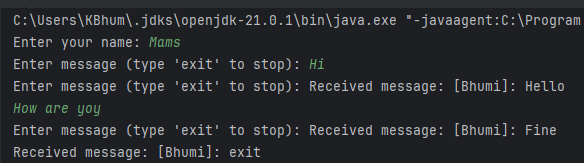 C:\Users\KBhum\.jdks\openjdk-21.0.1\bin\java.exe "-javaagent:C:\Program
Enter your name: Mams
Enter message (type 'exit' to stop): Hi
Enter message (type 'exit' to stop): Received message: [Bhumi]: Hello
How are yoy
Enter message (type 'exit' to stop): Received message: [Bhumi]: Fine
Received message: [Bhumi]: exit